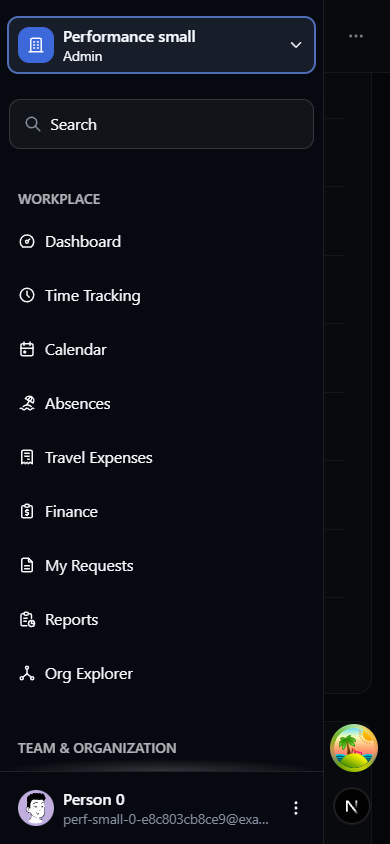 Performance small
Admin
Search
WORKPLACE
Dashboard
Time Tracking
Calendar
Absences
Travel Expenses
Finance
My Requests
Reports
Org Explorer
TEAM & ORGANIZATION
Person 0
perf-small-0-e8c803cb8ce9@exa...
N